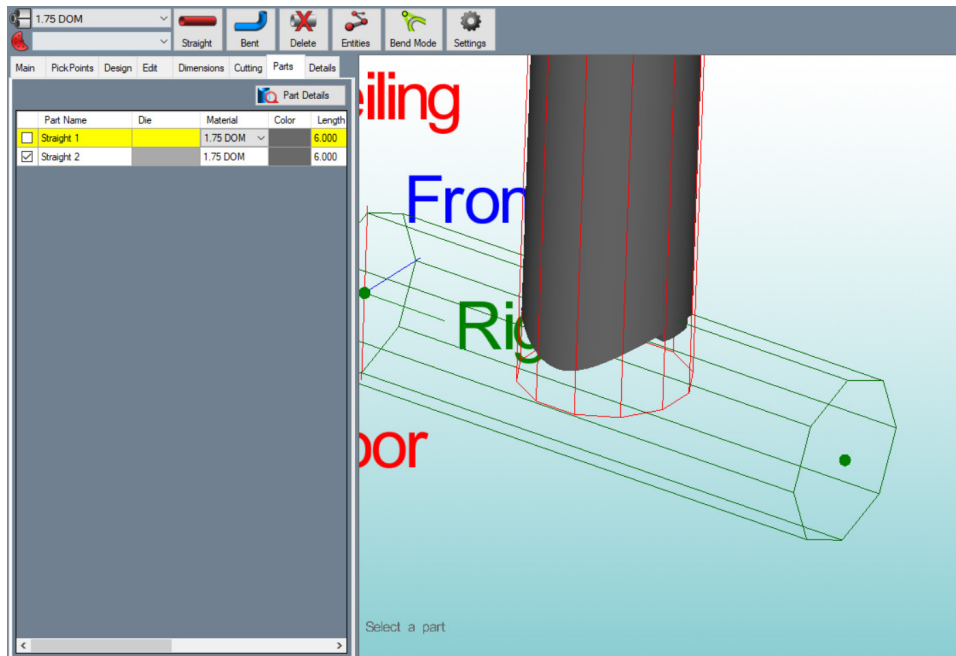 1.75 DOM
Straight
Bent
Delete
Entities
Bend Mode
Settings
Main
PickPoints
Design
Edit
Dimensions
Cutting
Parts
Details
Part Details
Part Name
Die
Material
Color
Length
Straight 1
1.75 DOM
6.000
Straight 2
1.75 DOM
6.000
eiling
Fron
Rig
oor
Select a part